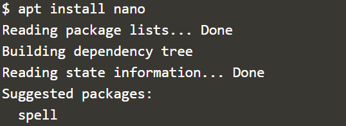 $ apt install nano
Reading package lists... Done
Building dependency tree
Reading state information... Done
Suggested packages:
  spell